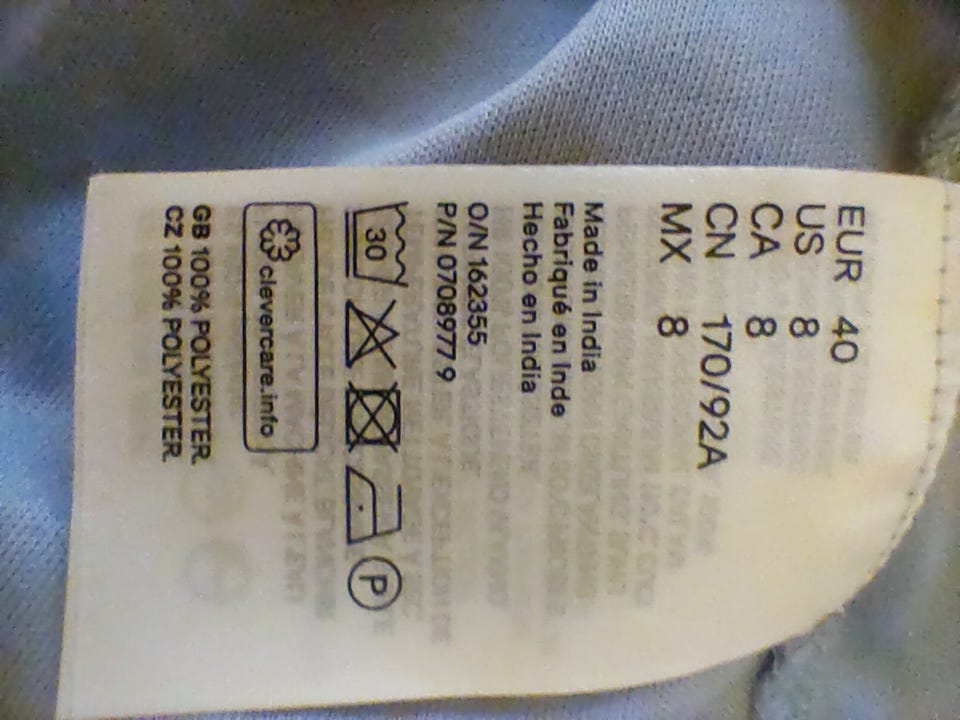 EUR 40
US 8
CA 8
CN 170/92A
MX 8
Made in India
Fabriqué en Inde
Hecho en India
O/N 162355
P/N 0708977 9
30
P
clevercare.info
GB 100% POLYESTER.
CZ 100% POLYESTER.